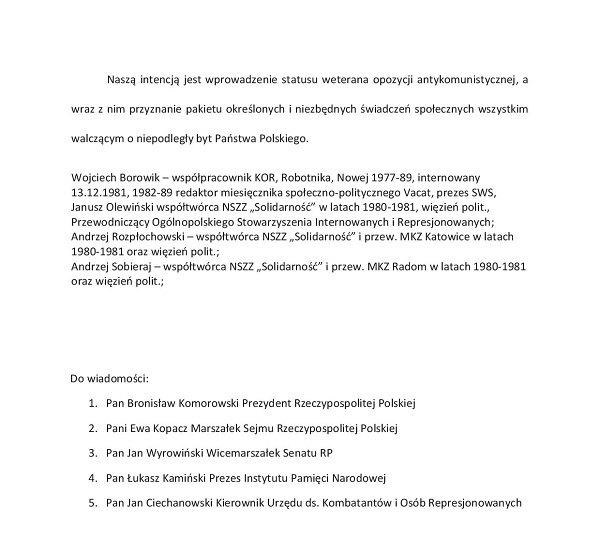 Naszą intencją jest wprowadzenie statusu weterana opozycji antykomunistycznej, a
wraz z nim przyznanie pakietu określonych i niezbędnych świadczeń społecznych wszystkim
walczącym o niepodległy byt Państwa Polskiego.
Wojciech Borowik – współpracownik KOR, Robotnika, Nowej 1977-89, internowany
13.12.1981, 1982-89 redaktor miesięcznika społeczno-politycznego Vacat, prezes SWS,
Janusz Olewiński współtwórca NSZZ „Solidarność” w latach 1980-1981, więzień polit.,
Przewodniczący Ogólnopolskiego Stowarzyszenia Internowanych i Represjonowanych;
Andrzej Rozpłochowski – współtwórca NSZZ „Solidarność” i przew. MKZ Katowice w latach
1980-1981 oraz więzień polit.;
Andrzej Sobieraj – współtwórca NSZZ „Solidarność” i przew. MKZ Radom w latach 1980-1981
oraz więzień polit.;
Do wiadomości:
1. Pan Bronisław Komorowski Prezydent Rzeczypospolitej Polskiej
2. Pani Ewa Kopacz Marszałek Sejmu Rzeczypospolitej Polskiej
3. Pan Jan Wyrowiński Wicemarszałek Senatu RP
4. Pan Łukasz Kamiński Prezes Instytutu Pamięci Narodowej
5. Pan Jan Ciechanowski Kierownik Urzędu ds. Kombatantów i Osób Represjonowanych